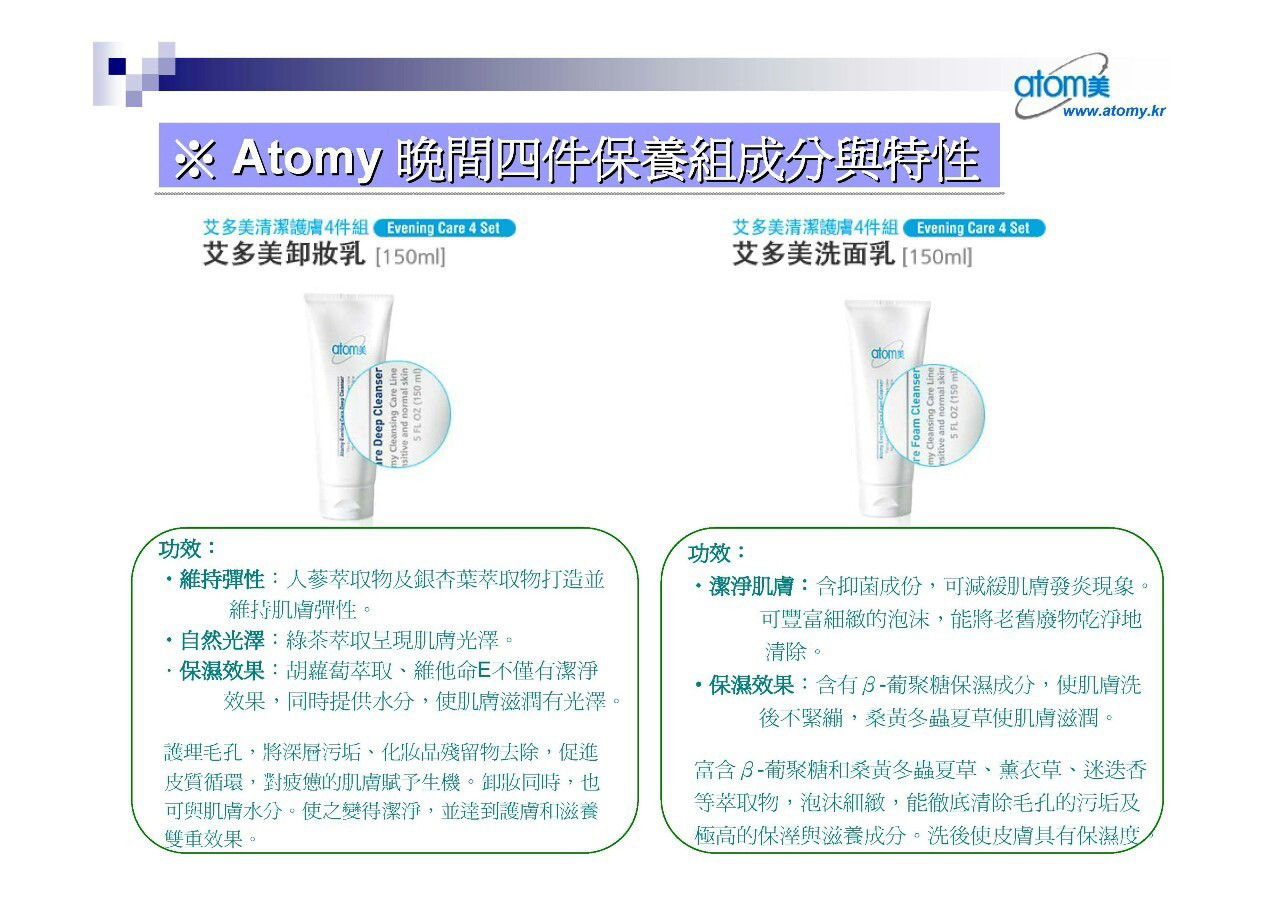 atom美
www.atomy.kr
※ Atomy 晚間四件保養組成分與特性
艾多美清潔護膚4件組 Evening Care 4 Set
艾多美卸妝乳 [150ml]
atom美
Atomy Evening Care Deep Cleanser
re Deep Cleanser
my Cleansing Care Line
nsitive and normal skin
5 FL OZ (150 ml)
功效：
・維持彈性：人蔘萃取物及銀杏葉萃取物打造並
維持肌膚彈性。
・自然光澤：綠茶萃取呈現肌膚光澤。
・保濕效果：胡蘿蔔萃取、維他命E不僅有潔淨
效果，同時提供水分，使肌膚滋潤有光澤。
護理毛孔，將深層污垢、化妝品殘留物去除，促進
皮質循環，對疲憊的肌膚賦予生機。卸妝同時，也
可與肌膚水分。使之變得潔淨，並達到護膚和滋養
雙重效果。
艾多美清潔護膚4件組 Evening Care 4 Set
艾多美洗面乳 [150ml]
atom美
Atomy Evening Care Foam Cleanser
re Foam Cleanser
my Cleansing Care Line
nsitive and normal skin
5 FL OZ (150 ml
功效：
・潔淨肌膚：含抑菌成份，可減緩肌膚發炎現象。
可豐富細緻的泡沫，能將老舊廢物乾淨地
清除。
・保濕效果：含有β-葡聚糖保濕成分，使肌膚洗
後不緊繃，桑黃冬蟲夏草使肌膚滋潤。
富含β-葡聚糖和桑黃冬蟲夏草、薰衣草、迷迭香
等萃取物，泡沫細緻，能徹底清除毛孔的污垢及
極高的保溼與滋養成分。洗後使皮膚具有保濕度。